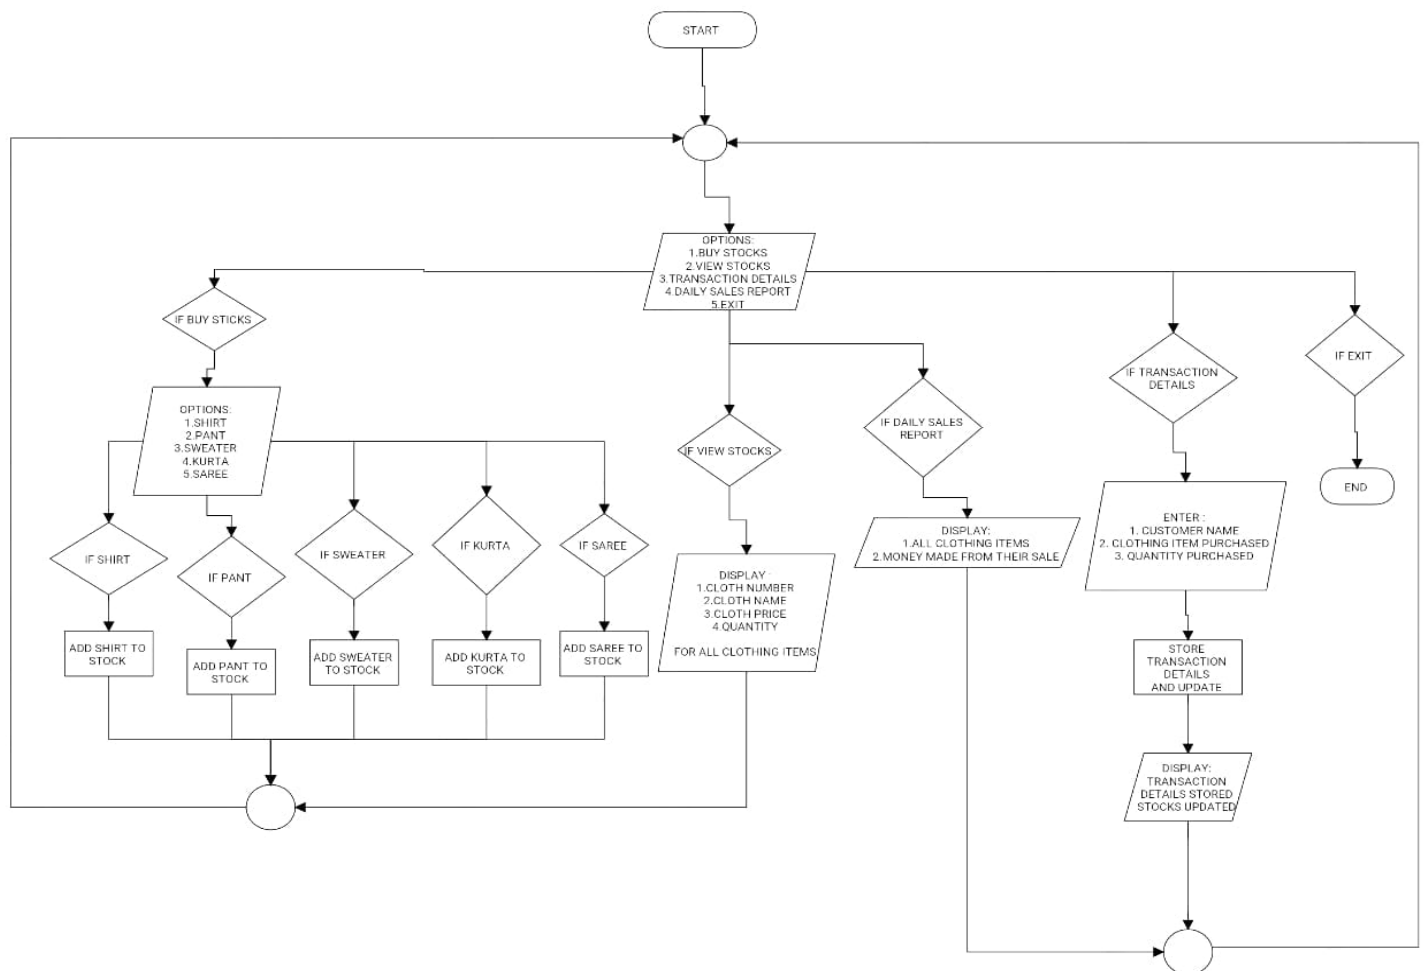 START
OPTIONS:
1.BUY STOCKS
2.VIEW STOCKS
3.TRANSACTION DETAILS
4.DAILY SALES REPORT
5.EXIT
IF BUY STICKS
OPTIONS:
1.SHIRT
2.PANT
3.SWEATER
4.KURTA
5.SAREE
IF SHIRT
IF PANT
IF SWEATER
IF KURTA
IF SAREE
ADD SHIRT TO
STOCK
ADD PANT TO
STOCK
ADD SWEATER
TO STOCK
ADD KURTA TO
STOCK
ADD SAREE TO
STOCK
IF VIEW STOCKS
DISPLAY :
1.CLOTH NUMBER
2.CLOTH NAME
3.CLOTH PRICE
4.QUANTITY
FOR ALL CLOTHING ITEMS
IF DAILY SALES
REPORT
DISPLAY:
1.ALL CLOTHING ITEMS
2.MONEY MADE FROM THEIR SALE
IF TRANSACTION
DETAILS
ENTER :
1. CUSTOMER NAME
2. CLOTHING ITEM PURCHASED
3. QUANTITY PURCHASED
STORE
TRANSACTION
DETAILS
AND UPDATE
DISPLAY:
TRANSACTION
DETAILS STORED
STOCKS UPDATED
IF EXIT
END